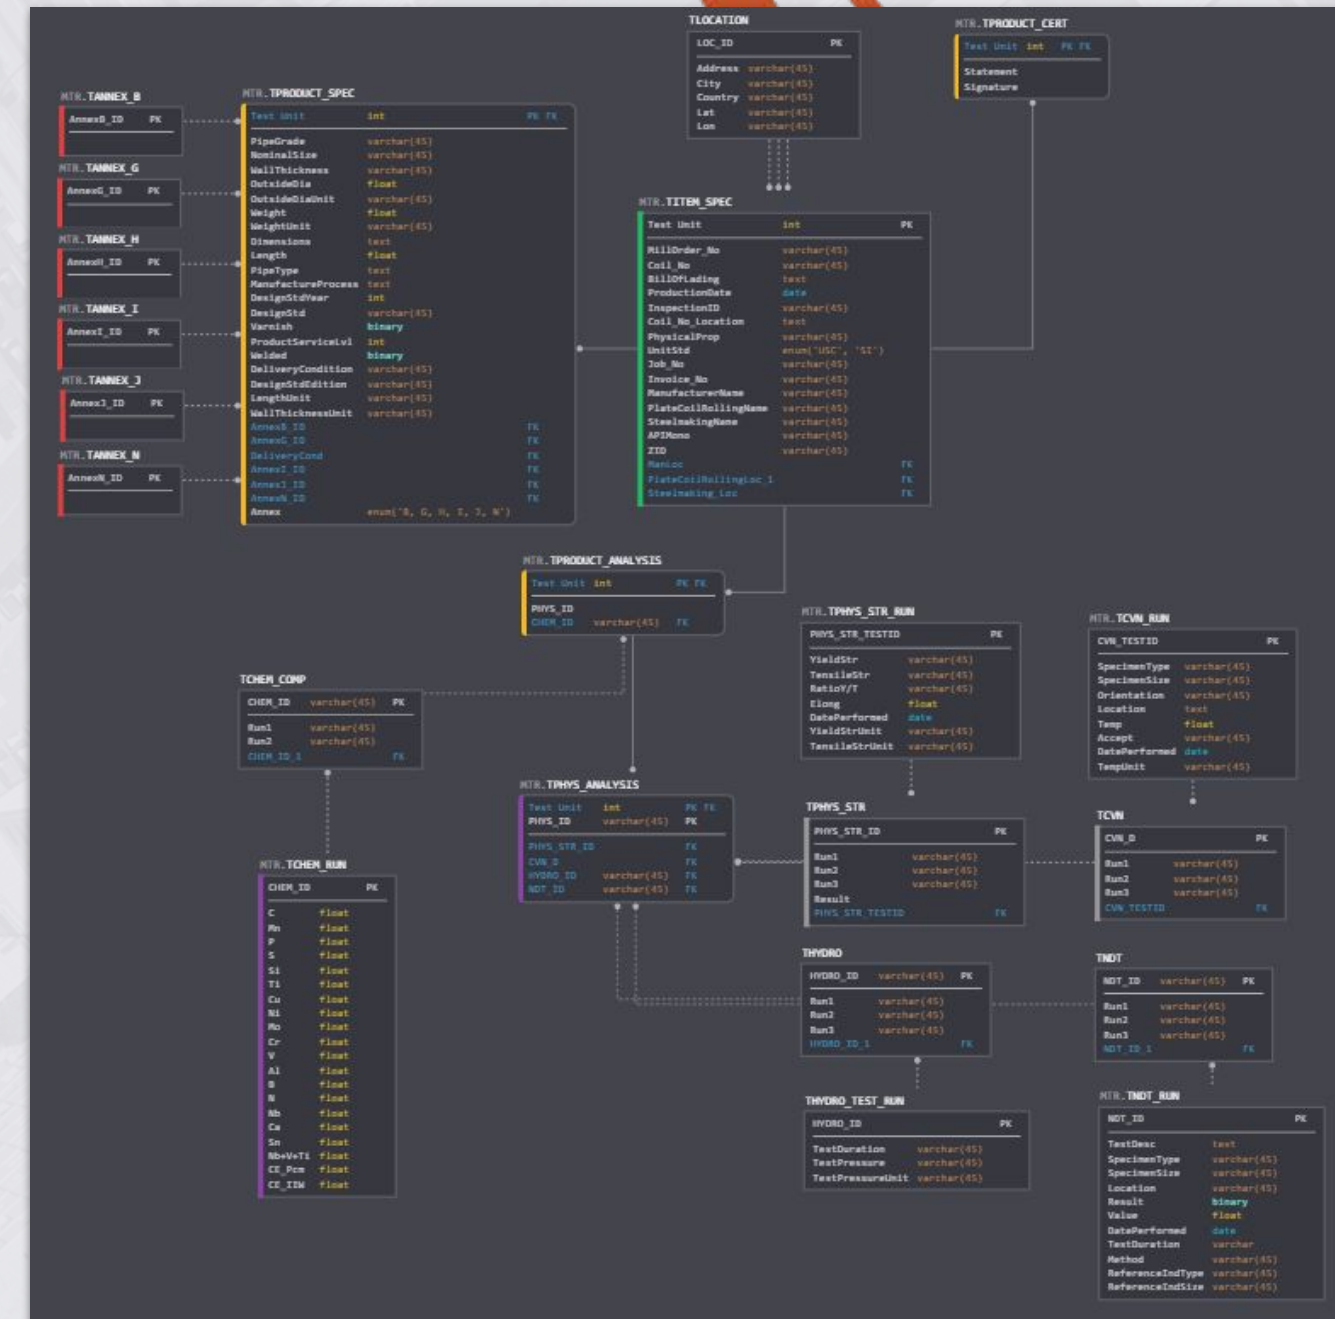 TLOCATION
LOC_ID PK
Address varchar(45)
City varchar(45)
Country varchar(45)
Lat varchar(45)
Lon varchar(45)
MTR.TPRODUCT_CERT
Test Unit int PK FK
Statement
Signature
MTR.TANNEX_B
AnnexB_ID PK
MTR.TANNEX_G
AnnexG_ID PK
MTR.TANNEX_H
AnnexH_ID PK
MTR.TANNEX_I
AnnexI_ID PK
MTR.TANNEX_J
AnnexJ_ID PK
MTR.TANNEX_N
AnnexN_ID PK
MTR.TPRODUCT_SPEC
Test Unit int PK FK
PipeGrade varchar(45)
NominalSize varchar(45)
WallThickness varchar(45)
OutsideDia float
OutsideDiaUnit varchar(45)
Weight float
WeightUnit varchar(45)
Dimensions text
Length float
PipeType text
ManufactureProcess text
DesignStdYear int
DesignStd varchar(45)
Varnish binary
ProductServiceLvl int
Welded binary
DeliveryCondition varchar(45)
DesignStdEdition varchar(45)
LengthUnit varchar(45)
WallThicknessUnit varchar(45)
AnnexB_ID FK
AnnexG_ID FK
DeliveryCond FK
AnnexI_ID FK
AnnexJ_ID FK
AnnexN_ID FK
Annex enum('B, G, H, I, J, N')
MTR.TITEM_SPEC
Test Unit int PK
MillOrder_No varchar(45)
Coil_No varchar(45)
BillOfLading text
ProductionDate date
InspectionID varchar(45)
Coil_No_Location text
PhysicalProp varchar(45)
UnitStd enum('USC', 'SI')
Job_No varchar(45)
Invoice_No varchar(45)
ManufacturerName varchar(45)
PlateCoilRollingName varchar(45)
SteelmakingName varchar(45)
APIMono varchar(45)
ZID varchar(45)
ManLoc FK
PlateCoilRollingLoc_1 FK
Steelmaking_Loc FK
MTR.TPRODUCT_ANALYSIS
Test Unit int PK FK
PHYS_ID
CHEM_ID varchar(45) FK
TCHEM_COMP
CHEM_ID varchar(45) PK
Run1 varchar(45)
Run2 varchar(45)
CHEM_ID_1 FK
MTR.TCHEM_RUN
CHEM_ID PK
C float
Mn float
P float
S float
Si float
Ti float
Cu float
Ni float
Mo float
Cr float
V float
Al float
B float
N float
Nb float
Ca float
Sn float
Nb+V+Ti float
CE_Pcm float
CE_IIW float
MTR.TPHYS_ANALYSIS
Test Unit int PK FK
PHYS_ID varchar(45) PK
PHYS_STR_ID FK
CVN_D FK
HYDRO_ID varchar(45) FK
NDT_ID varchar(45) FK
MTR.TPHYS_STR_RUN
PHYS_STR_TESTID PK
YieldStr varchar(45)
TensileStr varchar(45)
RatioY/T varchar(45)
Elong float
DatePerformed date
YieldStrUnit varchar(45)
TensileStrUnit varchar(45)
MTR.TCVN_RUN
CVN_TESTID PK
SpecimenType varchar(45)
SpecimenSize varchar(45)
Orientation varchar(45)
Location text
Temp float
Accept varchar(45)
DatePerformed date
TempUnit varchar(45)
TPHYS_STR
PHYS_STR_ID PK
Run1 varchar(45)
Run2 varchar(45)
Run3 varchar(45)
Result
PHYS_STR_TESTID FK
TCVN
CVN_D PK
Run1 varchar(45)
Run2 varchar(45)
Run3 varchar(45)
CVN_TESTID FK
THYDRO
HYDRO_ID varchar(45) PK
Run1 varchar(45)
Run2 varchar(45)
Run3 varchar(45)
HYDRO_ID_1 FK
TNDT
NDT_ID varchar(45) PK
Run1 varchar(45)
Run2 varchar(45)
Run3 varchar(45)
NDT_ID_1 FK
THYDRO_TEST_RUN
HYDRO_ID PK
TestDuration varchar(45)
TestPressure varchar(45)
TestPressureUnit varchar(45)
MTR.TNDT_RUN
NDT_ID PK
TestDesc text
SpecimenType varchar(45)
SpecimenSize varchar(45)
Location varchar(45)
Result binary
Value float
DatePerformed date
TestDuration varchar
Method varchar(45)
ReferenceIndType varchar(45)
ReferenceIndSize varchar(45)